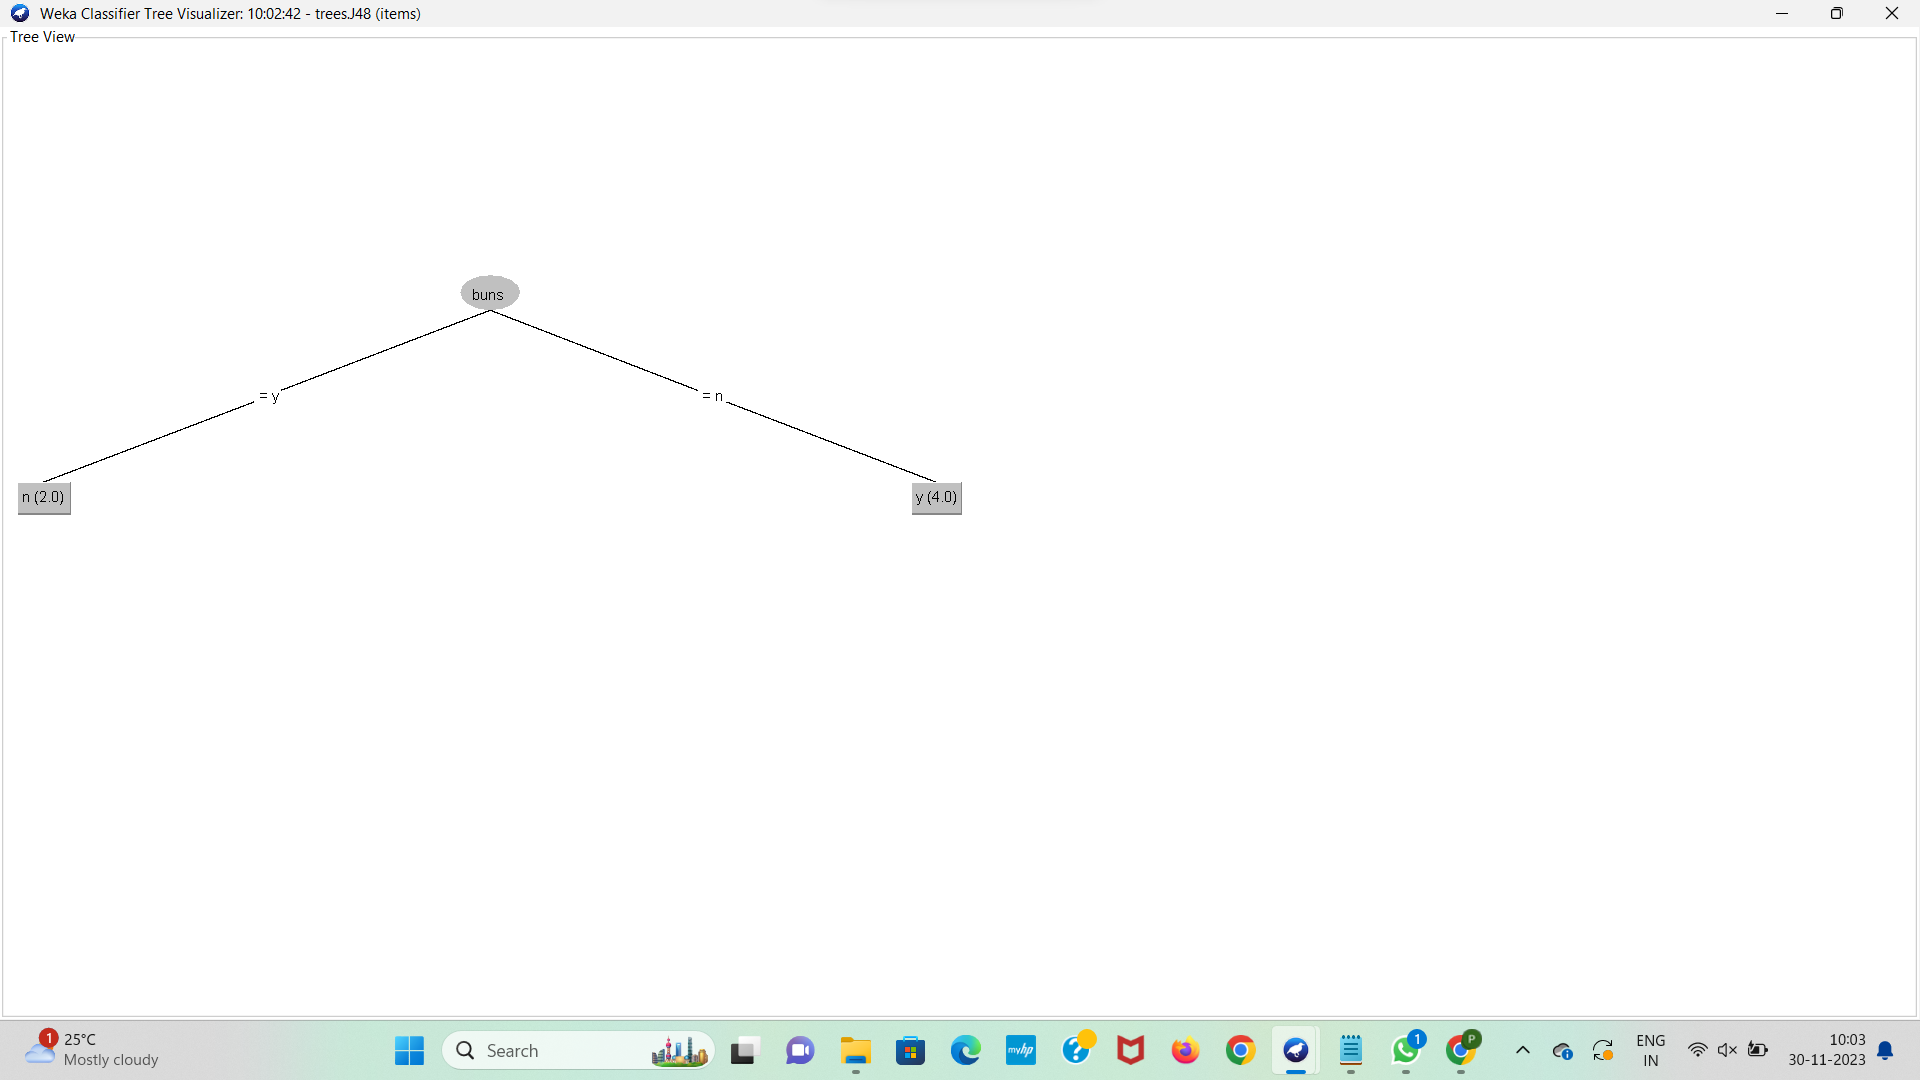 Weka Classifier Tree Visualizer: 10:02:42 - trees.J48 (items)
Tree View
buns
= y
= n
n (2.0)
y (4.0)
1
25°C
Mostly cloudy
Search
myhp
?
1
P
ENG
IN
10:03
30-11-2023